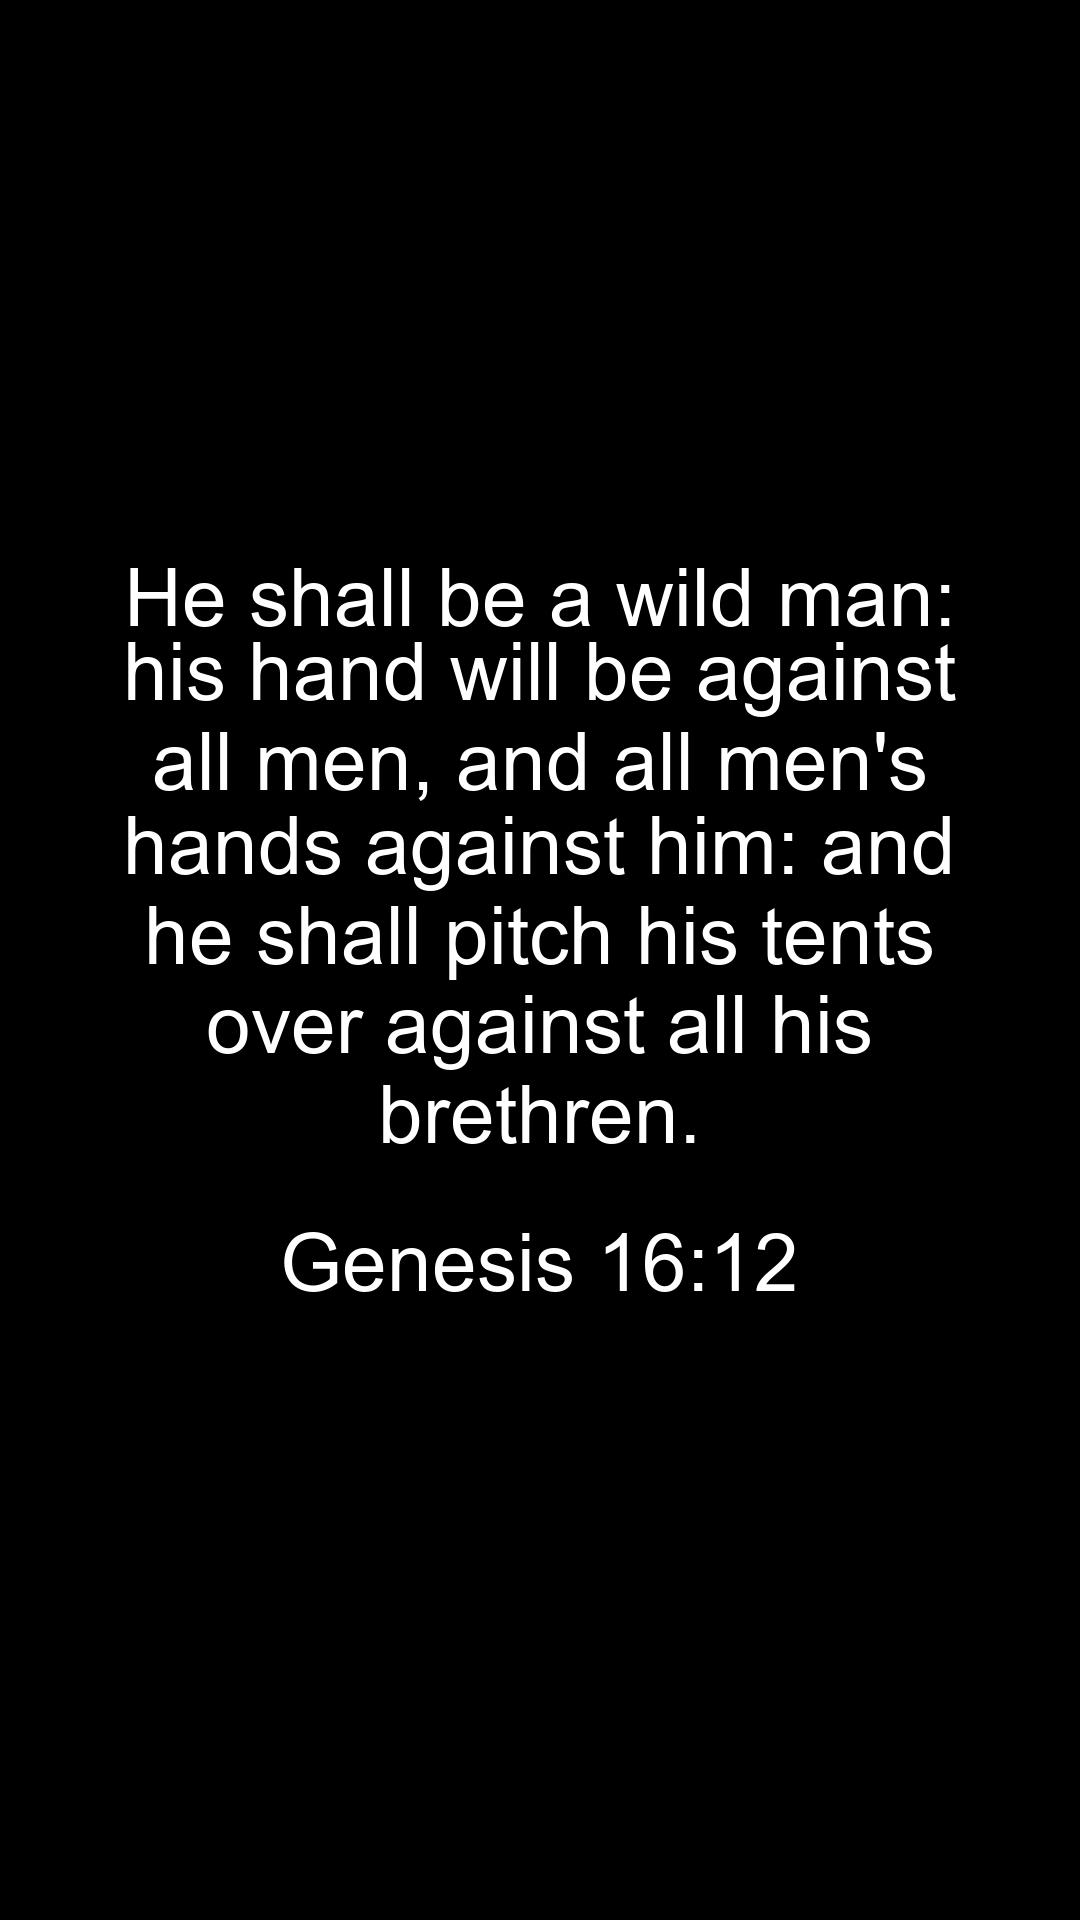 He shall be a wild man:
his hand will be against
all men, and all men's
hands against him: and
he shall pitch his tents
over against all his
brethren.
Genesis 16:12